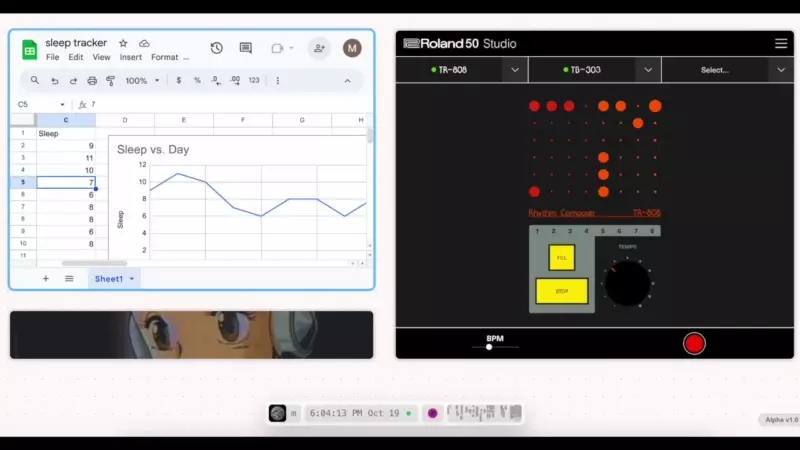 sleep tracker
File Edit View Insert Format ...
M
100% $ % .0 .00 123
C5 fx 7
C D E F G H
1 Sleep
2 9
3 11
4 10
5 7
6 6
7 8
8 8
9 6
10 8
11
Sleep vs. Day
12
10
8
6
4
2
Sleep
+ Sheet1
Roland50 Studio
TR-808 TB-303 Select...
Rhythm Composer TR-808
1 2 3 4 5 6 7 8
FILL
STOP
TEMPO
BPM
m 6:04:13 PM Oct 19
Alpha v1.0